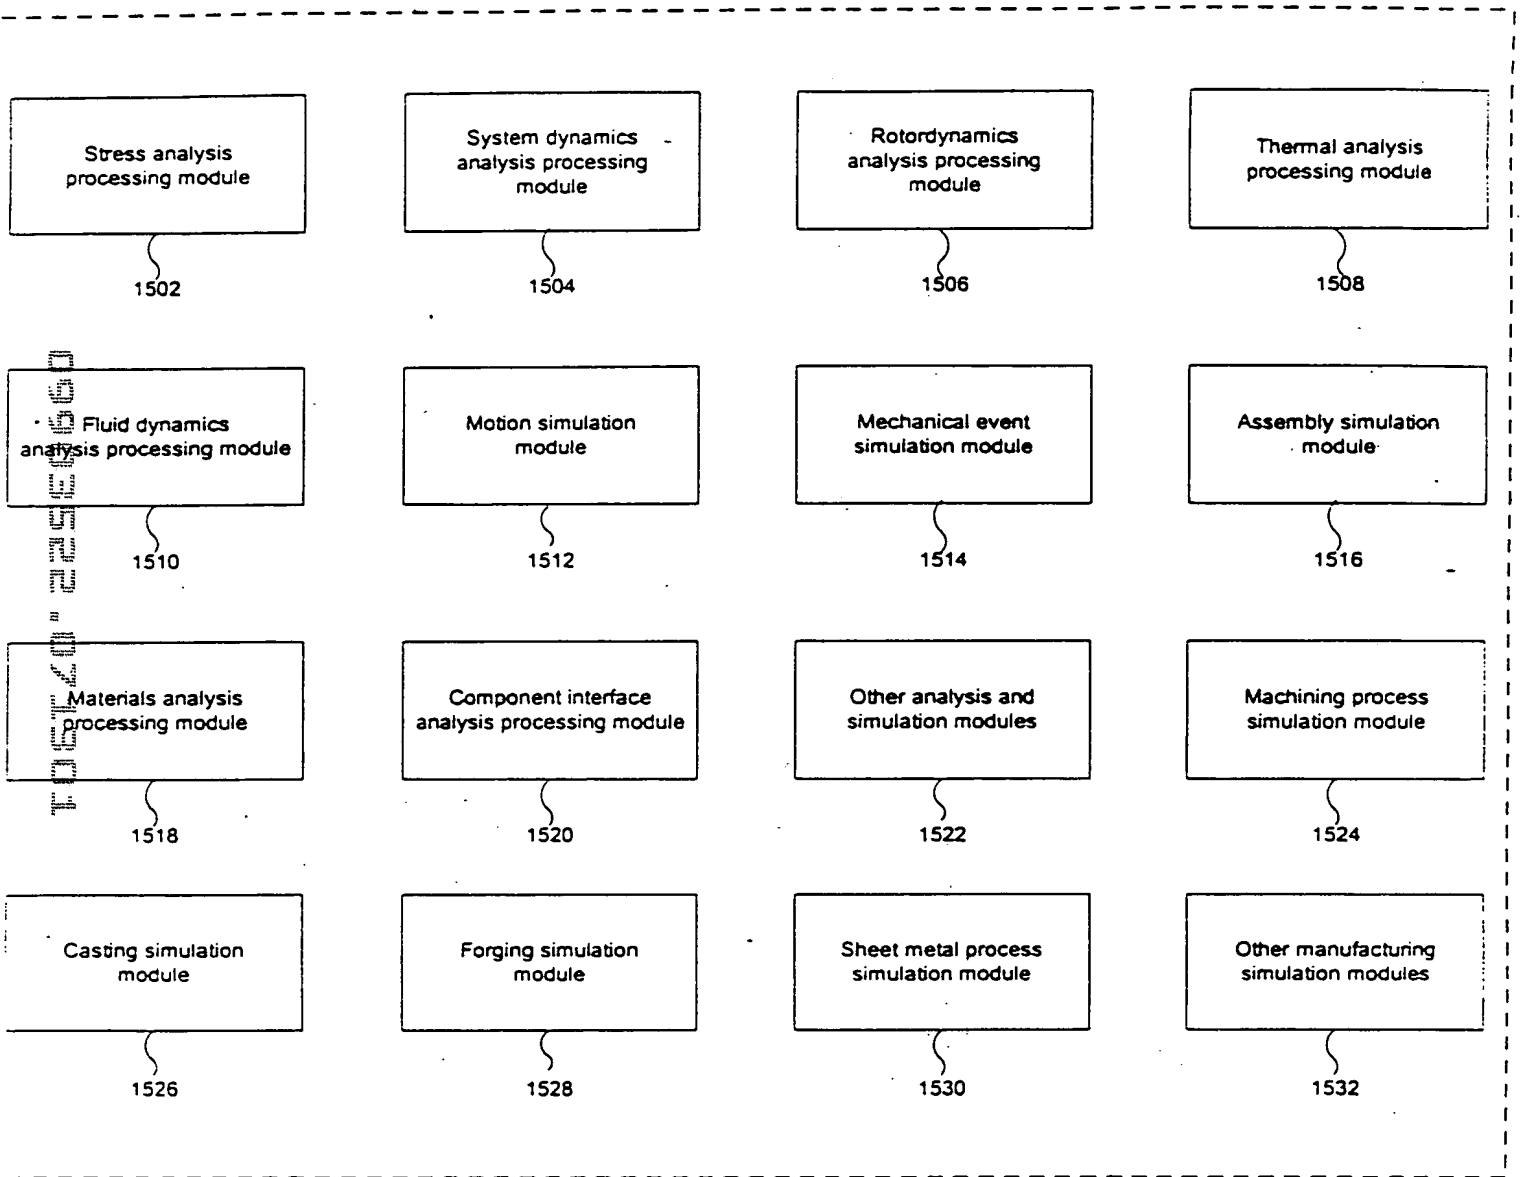 Stress analysis
processing module
1502
System dynamics
analysis processing
module
1504
Rotordynamics
analysis processing
module
1506
Thermal analysis
processing module
1508
Fluid dynamics
analysis processing module
1510
Motion simulation
module
1512
Mechanical event
simulation module
1514
Assembly simulation
module
1516
Materials analysis
processing module
1518
Component interface
analysis processing module
1520
Other analysis and
simulation modules
1522
Machining process
simulation module
1524
Casting simulation
module
1526
Forging simulation
module
1528
Sheet metal process
simulation module
1530
Other manufacturing
simulation modules
1532